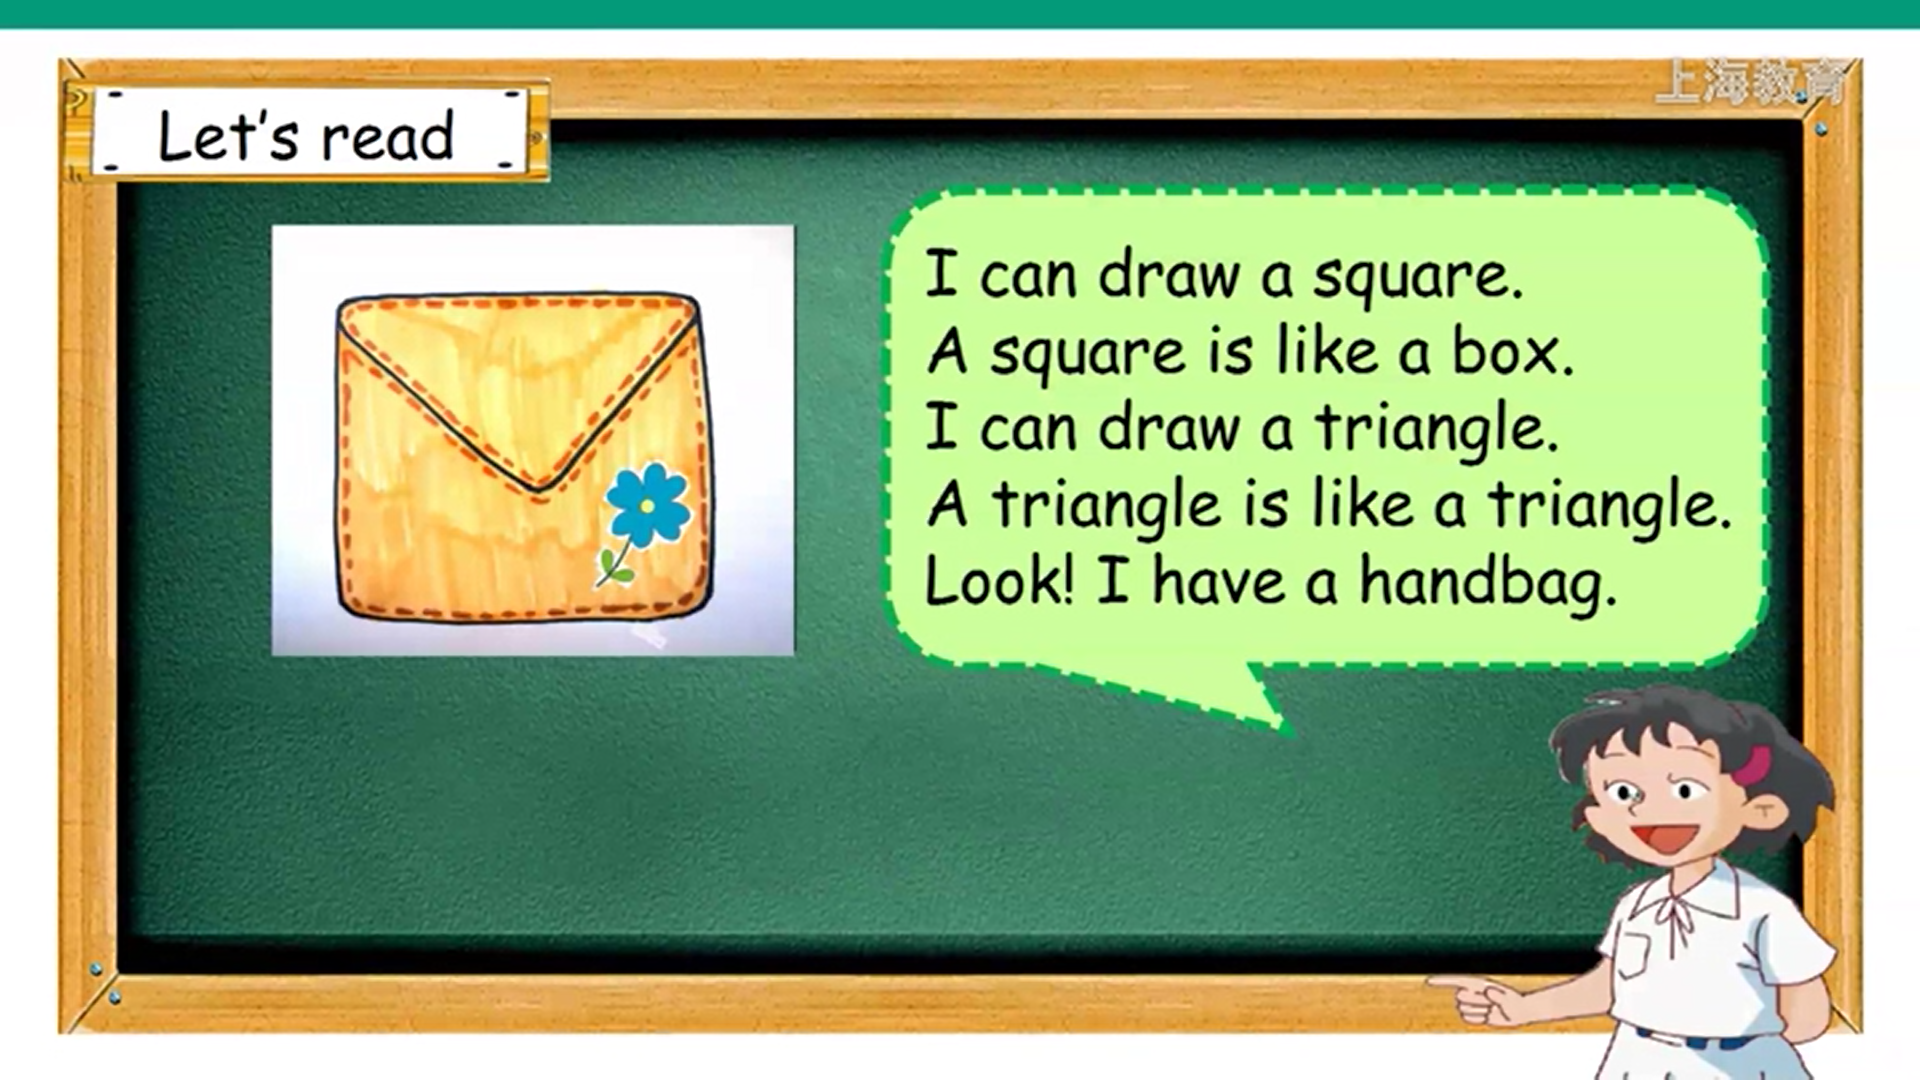 上海教育
Let's read
I can draw a square.
A square is like a box.
I can draw a triangle.
A triangle is like a triangle.
Look! I have a handbag.